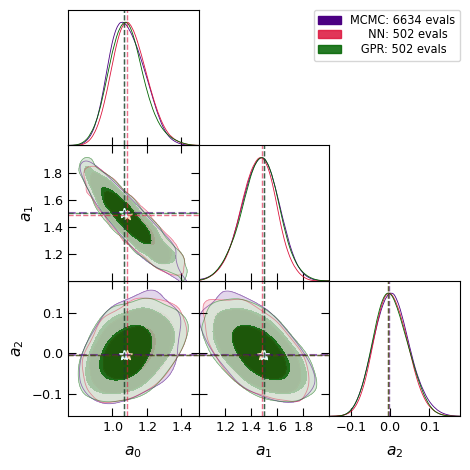 MCMC: 6634 evals
NN: 502 evals
GPR: 502 evals
1.8
1.6
1.4
1.2
a₁
0.1
0.0
−0.1
a₂
1.0 1.2 1.4
1.2 1.4 1.6 1.8
−0.1 0.0 0.1
a₀ a₁ a₂